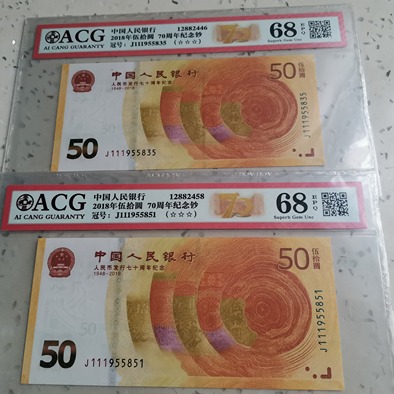 ACG
AI CANG GUARANTY
中国人民银行 12882446
2018年伍拾圆 70周年纪念钞
冠号: J111955835 (☆☆☆)
70
68 EPQ
Superb Gem Unc
中国人民银行
人民币发行七十周年纪念
1948-2018
50 伍拾圆
J111955835
50
J111955835
ACG
AI CANG GUARANTY
中国人民银行 12882458
2018年伍拾圆 70周年纪念钞
冠号: J111955851 (☆☆☆)
70
68 EPQ
Superb Gem Unc
中国人民银行
人民币发行七十周年纪念
1948-2018
50 伍拾圆
J111955851
50
J111955851